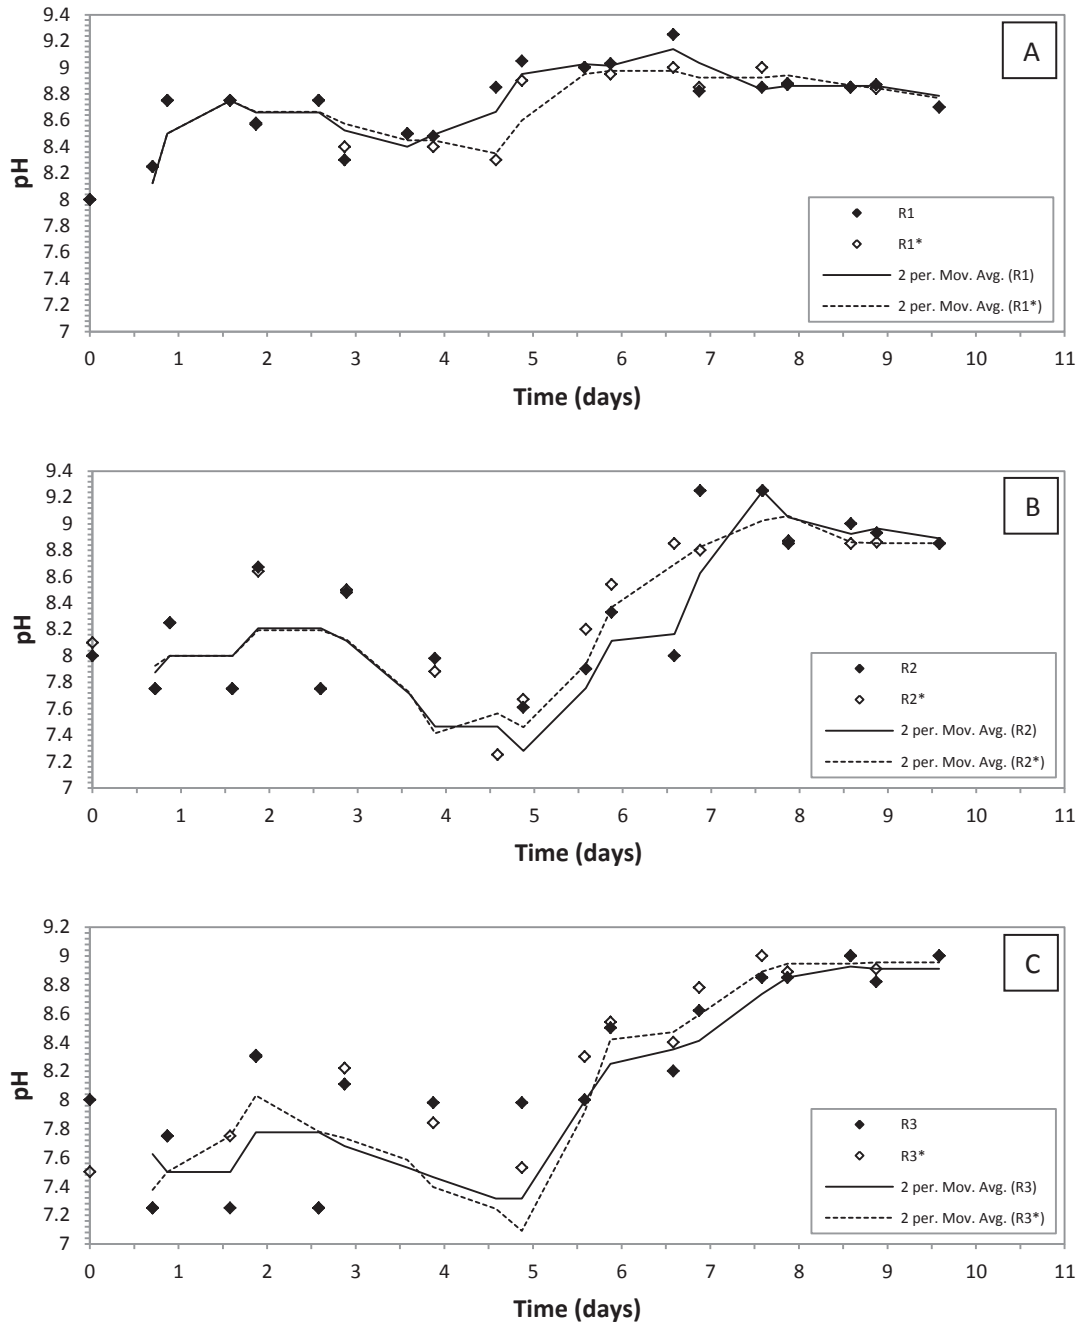 A
pH
9.4
9.2
9
8.8
8.6
8.4
8.2
8
7.8
7.6
7.4
7.2
7
0 1 2 3 4 5 6 7 8 9 10 11
Time (days)
R1
R1*
2 per. Mov. Avg. (R1)
2 per. Mov. Avg. (R1*)
B
pH
9.4
9.2
9
8.8
8.6
8.4
8.2
8
7.8
7.6
7.4
7.2
7
0 1 2 3 4 5 6 7 8 9 10 11
Time (days)
R2
R2*
2 per. Mov. Avg. (R2)
2 per. Mov. Avg. (R2*)
C
pH
9.2
9
8.8
8.6
8.4
8.2
8
7.8
7.6
7.4
7.2
7
0 1 2 3 4 5 6 7 8 9 10 11
Time (days)
R3
R3*
2 per. Mov. Avg. (R3)
2 per. Mov. Avg. (R3*)